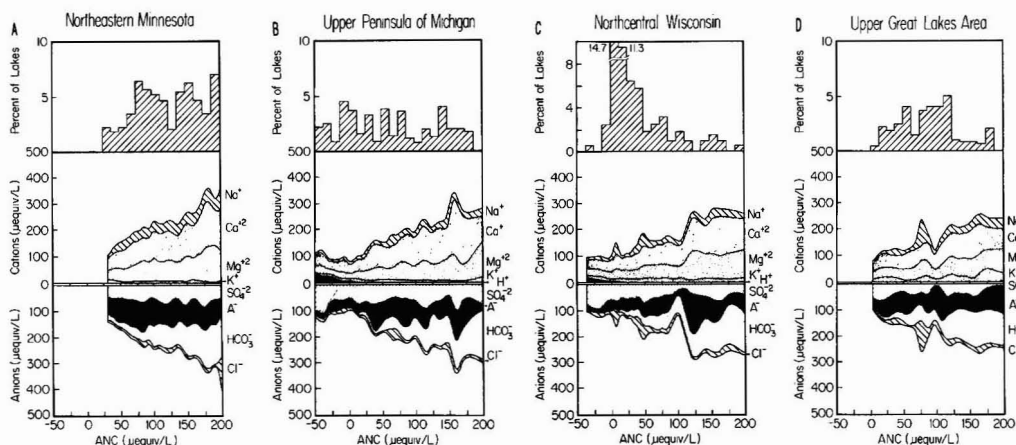 A Northeastern Minnesota
10
5
500
400
300
200
100
0
100
200
300
400
500
Percent of Lakes
Cations (µequiv/L)
Anions (µequiv/L)
Na⁺
Ca⁺²
Mg⁺²
K⁺
SO₄⁻²
A⁻
HCO₃⁻
Cl⁻
-50 0 50 100 150 200
ANC (µequiv/L)
B Upper Peninsula of Michigan
10
5
500
400
300
200
100
0
100
200
300
400
500
Percent of Lakes
Cations (µequiv/L)
Anions (µequiv/L)
Na⁺
Ca⁺
Mg⁺²
K⁺
H⁺
SO₄⁻²
A⁻
HCO₃⁻
Cl⁻
-50 0 50 100 150 200
ANC (µequiv/L)
C Northcentral Wisconsin
14.7 11.3
8
4
0
400
300
200
100
0
100
200
300
400
500
Percent of Lakes
Cations (µequiv/L)
Anions (µequiv/L)
Na⁺
Ca⁺²
Mg⁺²
K⁺ H⁺
SO₄⁻²
A⁻
HCO₃⁻
Cl⁻
-50 0 50 100 150 200
ANC (µequiv/L)
D Upper Great Lakes Area
10
5
500
400
300
200
100
0
100
200
300
400
500
Percent of Lakes
Cations (µequiv/L)
Anions (µequiv/L)
N
Ca
M
K
S
A
H
C
-50 0 50 100 150 200
ANC (µequiv/L)